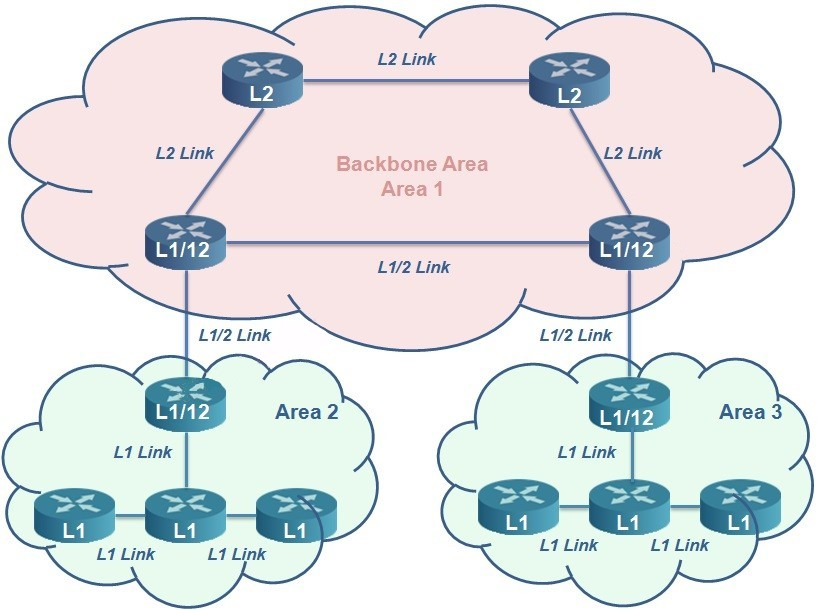 L2 Link
L2
L2
L2 Link
L2 Link
Backbone Area
Area 1
L1/12
L1/12
L1/2 Link
L1/2 Link
L1/2 Link
L1/12
Area 2
L1/12
Area 3
L1 Link
L1 Link
L1
L1
L1
L1
L1
L1
L1 Link
L1 Link
L1 Link
L1 Link